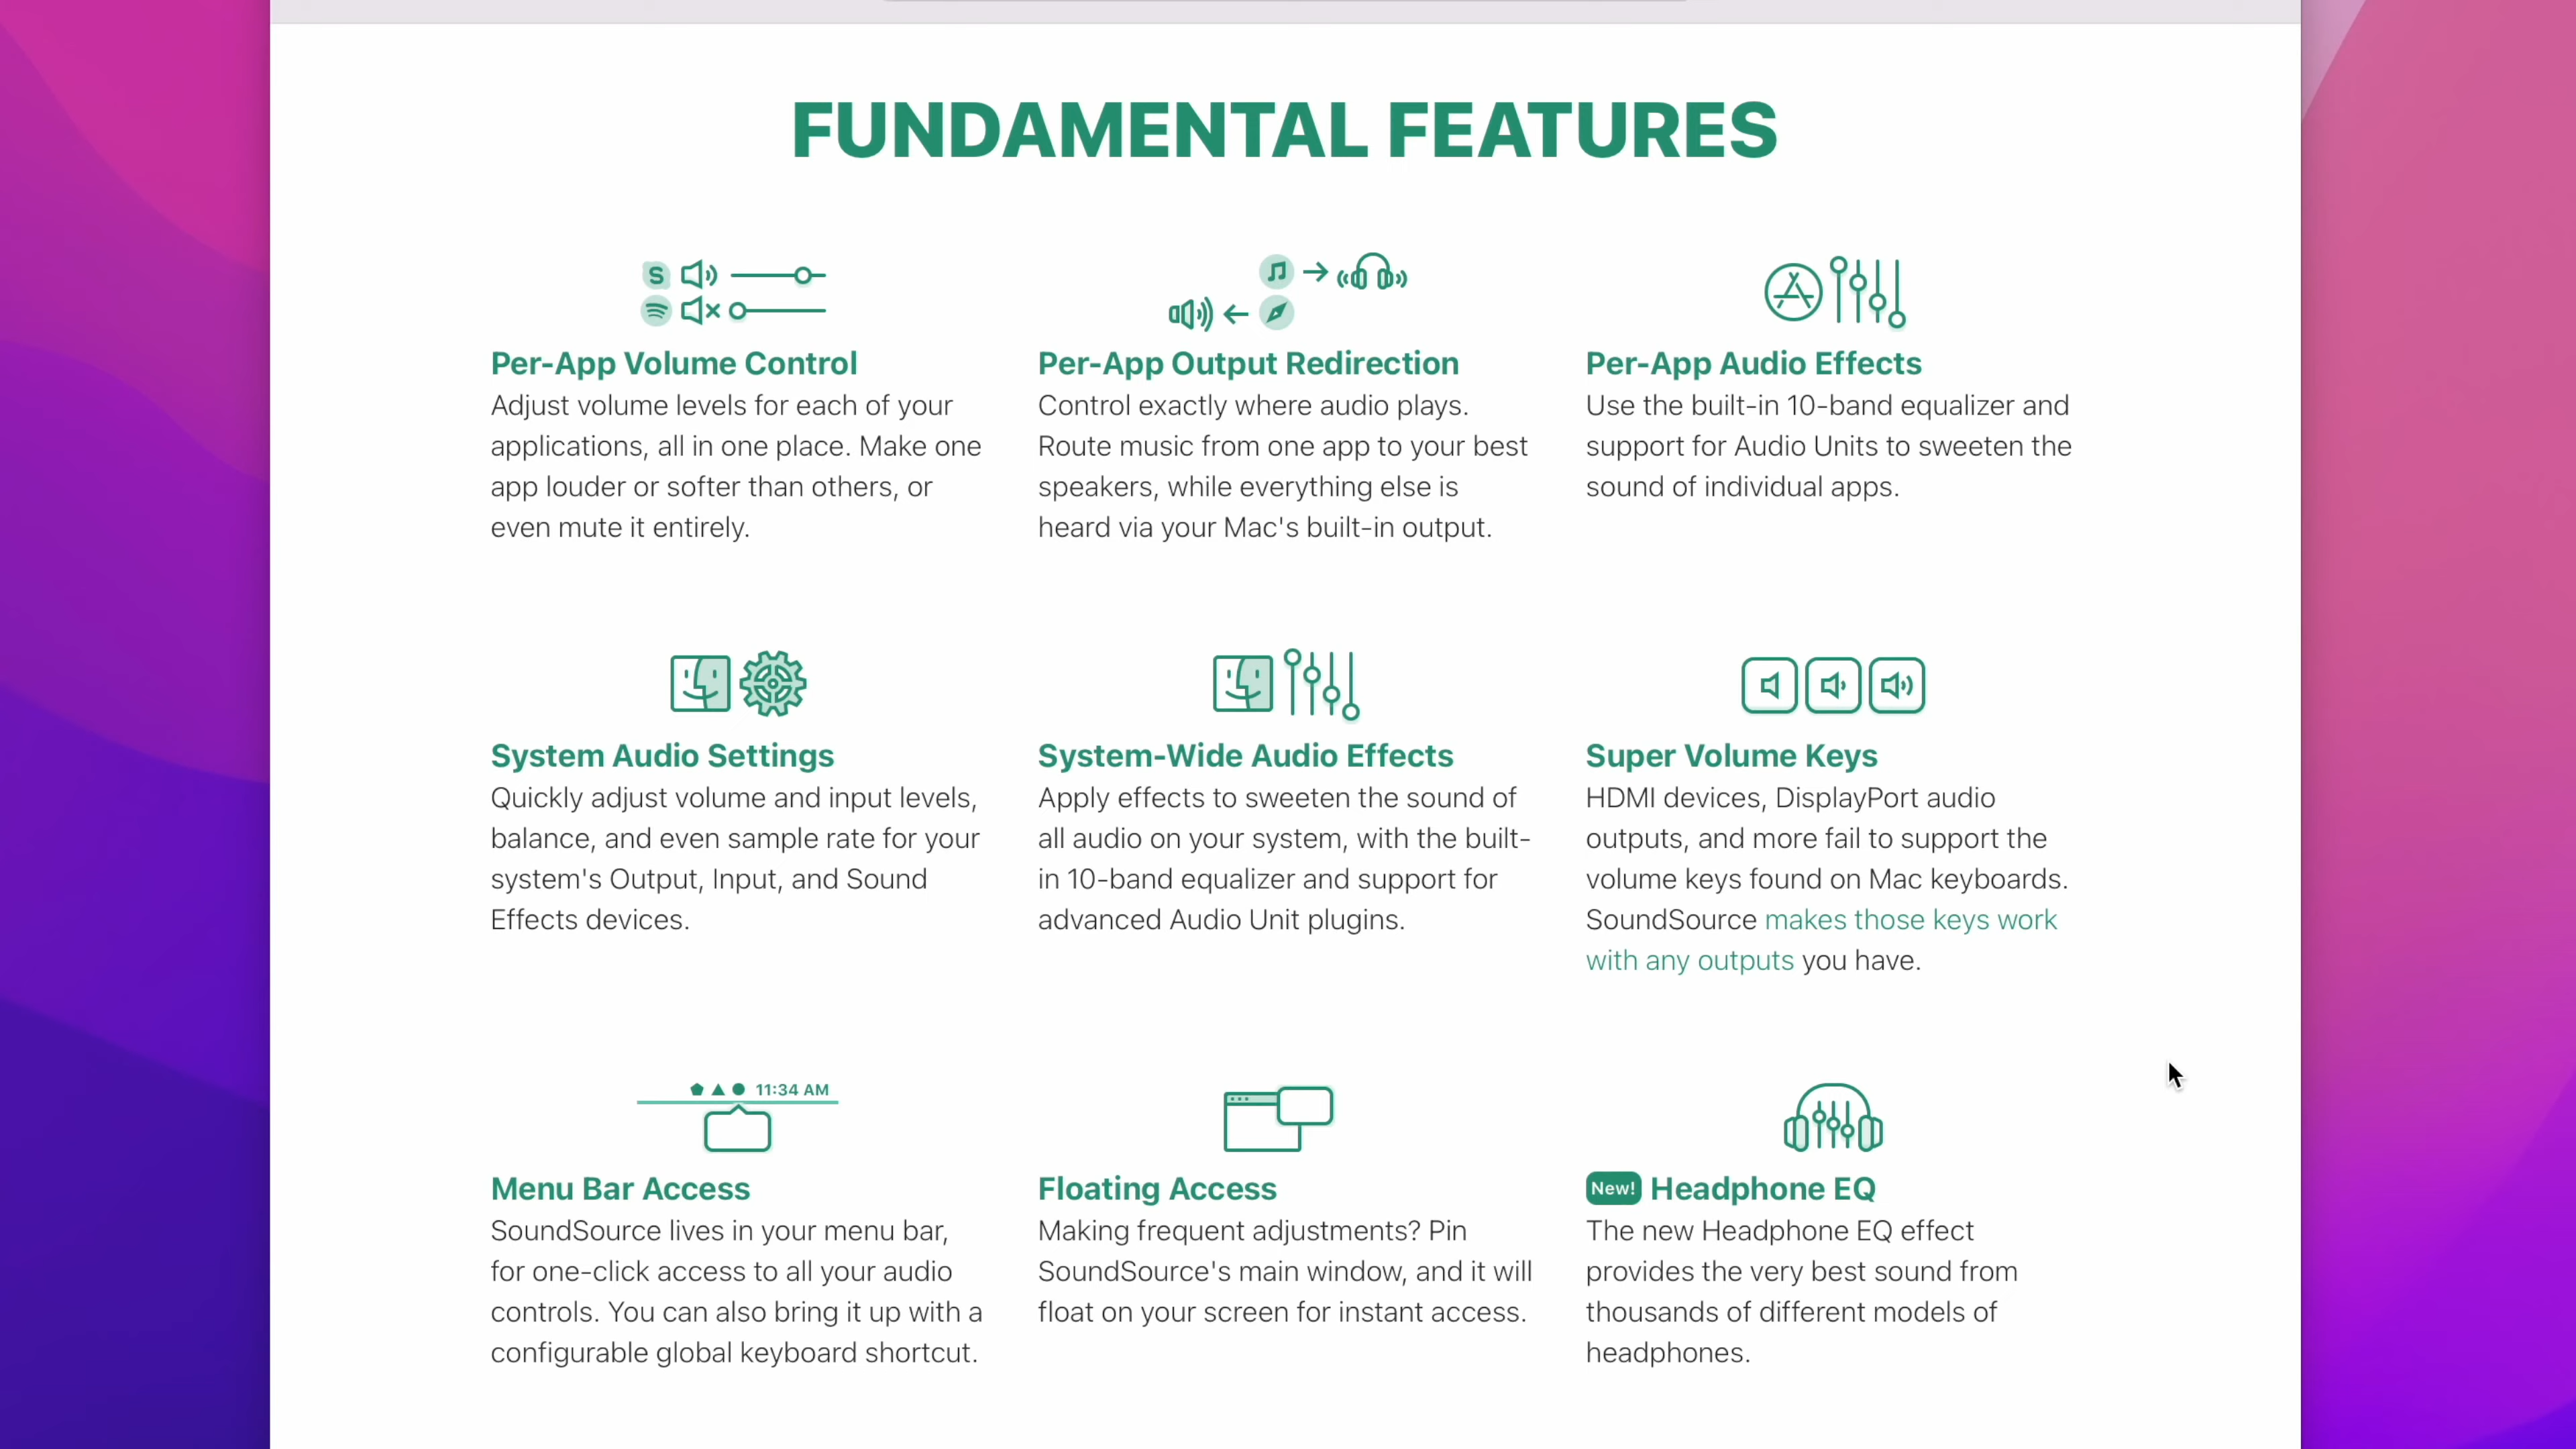 FUNDAMENTAL FEATURES
S
Per-App Volume Control
Adjust volume levels for each of your
applications, all in one place. Make one
app louder or softer than others, or
even mute it entirely.
Per-App Output Redirection
Control exactly where audio plays.
Route music from one app to your best
speakers, while everything else is
heard via your Mac's built-in output.
Per-App Audio Effects
Use the built-in 10-band equalizer and
support for Audio Units to sweeten the
sound of individual apps.
System Audio Settings
Quickly adjust volume and input levels,
balance, and even sample rate for your
system's Output, Input, and Sound
Effects devices.
System-Wide Audio Effects
Apply effects to sweeten the sound of
all audio on your system, with the built-
in 10-band equalizer and support for
advanced Audio Unit plugins.
Super Volume Keys
HDMI devices, DisplayPort audio
outputs, and more fail to support the
volume keys found on Mac keyboards.
SoundSource makes those keys work
with any outputs you have.
11:34 AM
Menu Bar Access
SoundSource lives in your menu bar,
for one-click access to all your audio
controls. You can also bring it up with a
configurable global keyboard shortcut.
Floating Access
Making frequent adjustments? Pin
SoundSource's main window, and it will
float on your screen for instant access.
New! Headphone EQ
The new Headphone EQ effect
provides the very best sound from
thousands of different models of
headphones.